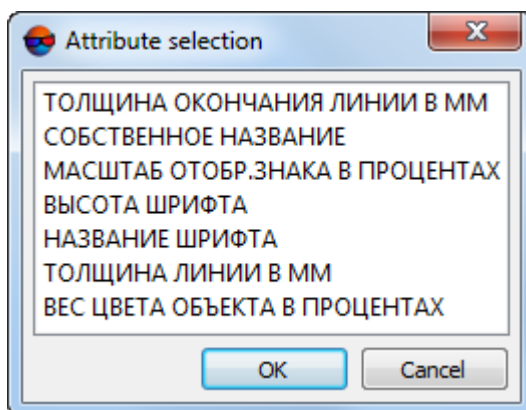 Attribute selection
ТОЛЩИНА ОКОНЧАНИЯ ЛИНИИ В ММ
СОБСТВЕННОЕ НАЗВАНИЕ
МАСШТАБ ОТОБР.ЗНАКА В ПРОЦЕНТАХ
ВЫСОТА ШРИФТА
НАЗВАНИЕ ШРИФТА
ТОЛЩИНА ЛИНИИ В ММ
ВЕС ЦВЕТА ОБЪЕКТА В ПРОЦЕНТАХ
OK Cancel